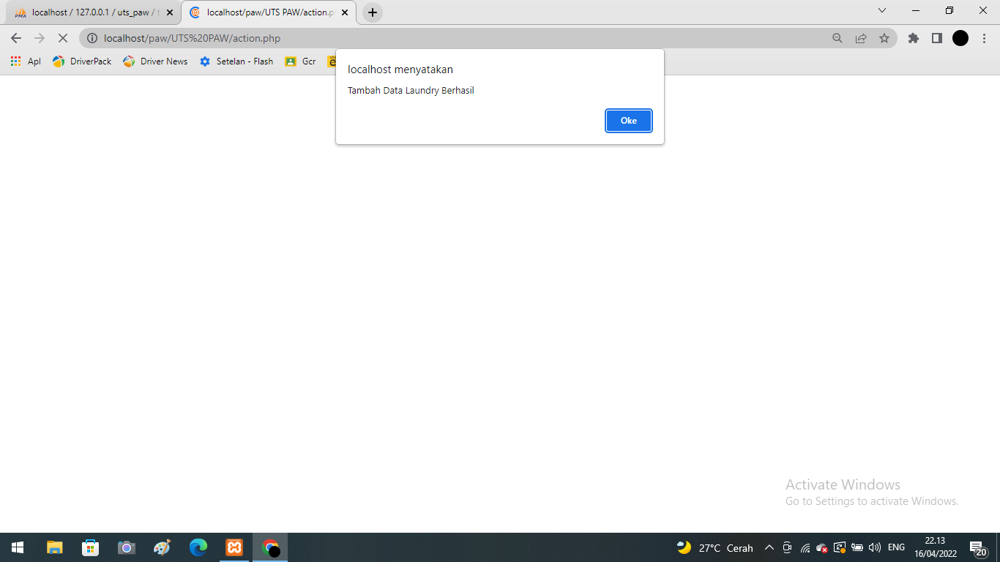 localhost / 127.0.0.1 / uts_paw / t
localhost/paw/UTS PAW/action.p
localhost/paw/UTS%20PAW/action.php
Apl
DriverPack
Driver News
Setelan - Flash
Gcr
localhost menyatakan
Tambah Data Laundry Berhasil
Oke
Activate Windows
Go to Settings to activate Windows.
27°C Cerah
ENG
22.13
16/04/2022
20
PMA